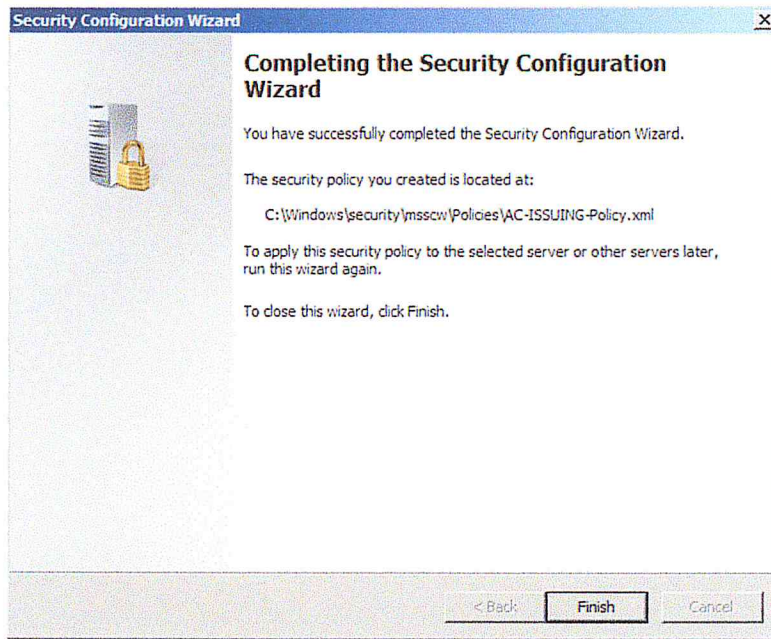 Security Configuration Wizard
Completing the Security Configuration
Wizard
You have successfully completed the Security Configuration Wizard.
The security policy you created is located at:
C:\Windows\security\msscw\Policies\AC-ISSUING-Policy.xml
To apply this security policy to the selected server or other servers later,
run this wizard again.
To close this wizard, click Finish.
< Back Finish Cancel